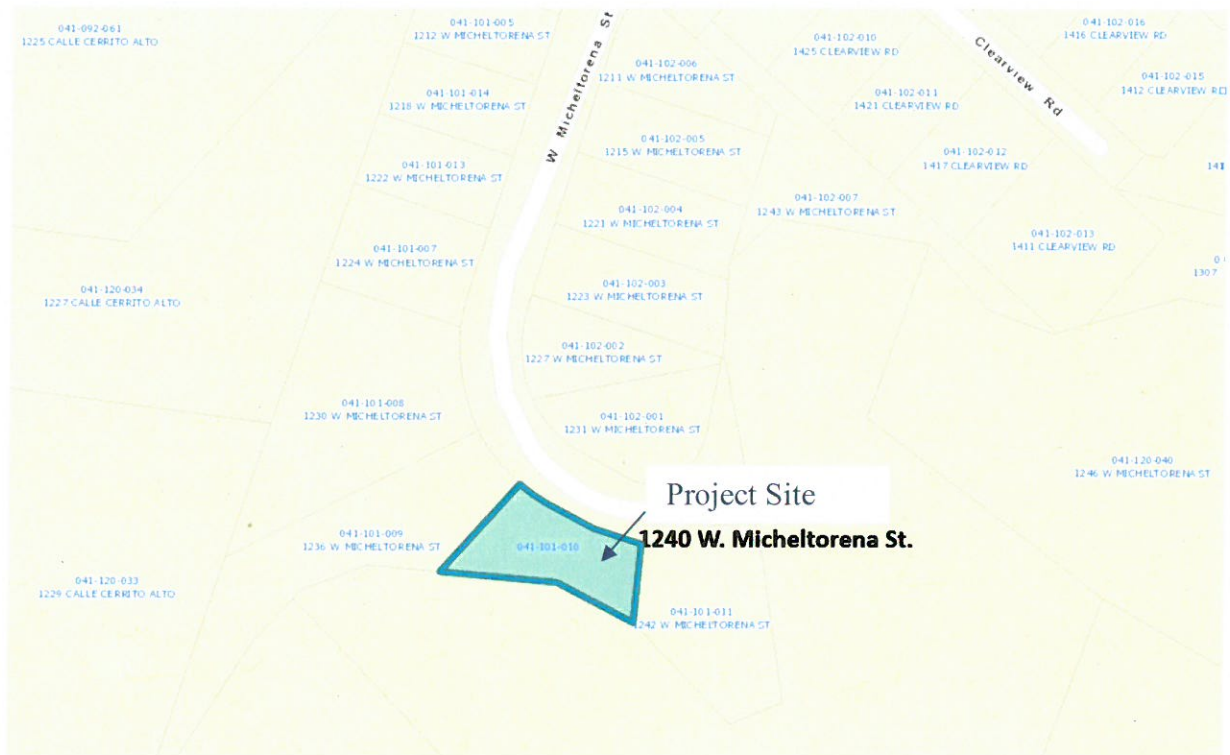 041-092-061
1225 CALLE CERRITO ALTO
041-101-005
1212 W MICHELTORENA ST
W Micheltorena St
041-102-006
1211 W MICHELTORENA ST
041-102-010
1425 CLEARVIEW RD
Clearview Rd
041-102-016
1416 CLEARVIEW RD
041-102-015
1412 CLEARVIEW RD
041-101-014
1218 W MICHELTORENA ST
041-102-011
1421 CLEARVIEW RD
041-102-005
1215 W MICHELTORENA ST
041-102-012
1417 CLEARVIEW RD
041-101-013
1222 W MICHELTORENA ST
041-102-004
1221 W MICHELTORENA ST
041-102-007
1243 W MICHELTORENA ST
041-102-013
1411 CLEARVIEW RD
1307
041-101-007
1224 W MICHELTORENA ST
041-120-034
1227 CALLE CERRITO ALTO
041-102-003
1223 W MICHELTORENA ST
041-102-002
1227 W MICHELTORENA ST
041-101-008
1230 W MICHELTORENA ST
041-102-001
1231 W MICHELTORENA ST
041-120-040
1246 W MICHELTORENA ST
Project Site
1240 W. Micheltorena St.
041-101-009
1236 W MICHELTORENA ST
041-101-010
041-120-033
1229 CALLE CERRITO ALTO
041-101-011
1242 W MICHELTORENA ST